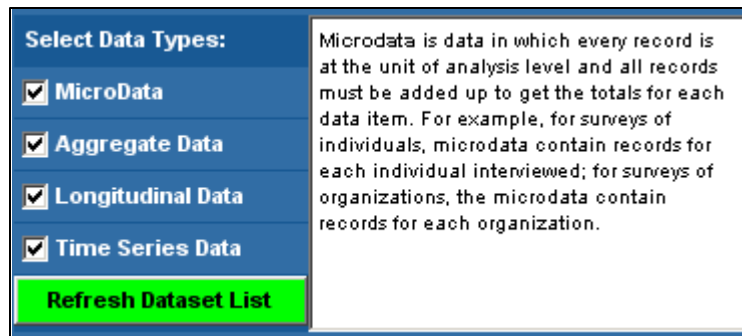 Select Data Types:
MicroData
Aggregate Data
Longitudinal Data
Time Series Data
Refresh Dataset List
Microdata is data in which every record is
at the unit of analysis level and all records
must be added up to get the totals for each
data item. For example, for surveys of
individuals, microdata contain records for
each individual interviewed; for surveys of
organizations, the microdata contain
records for each organization.